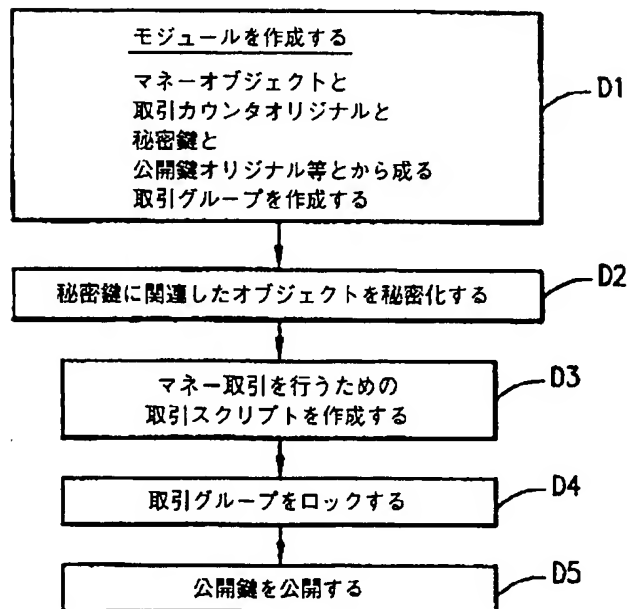 モジュールを作成する
マネーオブジェクトと
取引カウンタオリジナルと
秘密鍵と
公開鍵オリジナル等とから成る
取引グループを作成する
D1
秘密鍵に関連したオブジェクトを秘密化する
D2
マネー取引を行うための
取引スクリプトを作成する
D3
取引グループをロックする
D4
公開鍵を公開する
D5